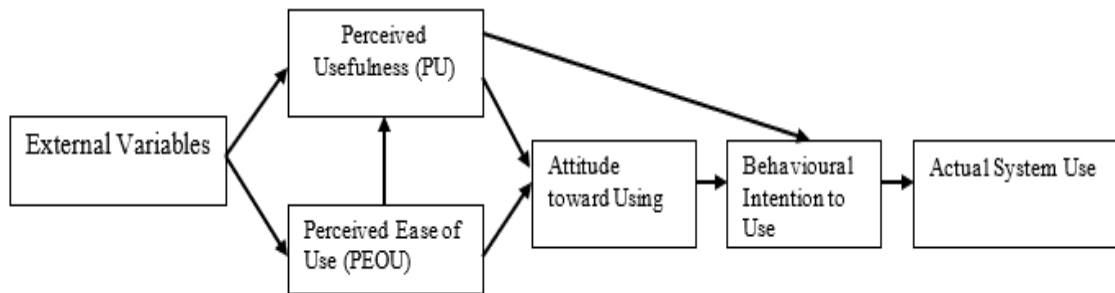 External Variables
Perceived
Usefulness (PU)
Perceived Ease of
Use (PEOU)
Attitude
toward Using
Behavioural
Intention to
Use
Actual System Use